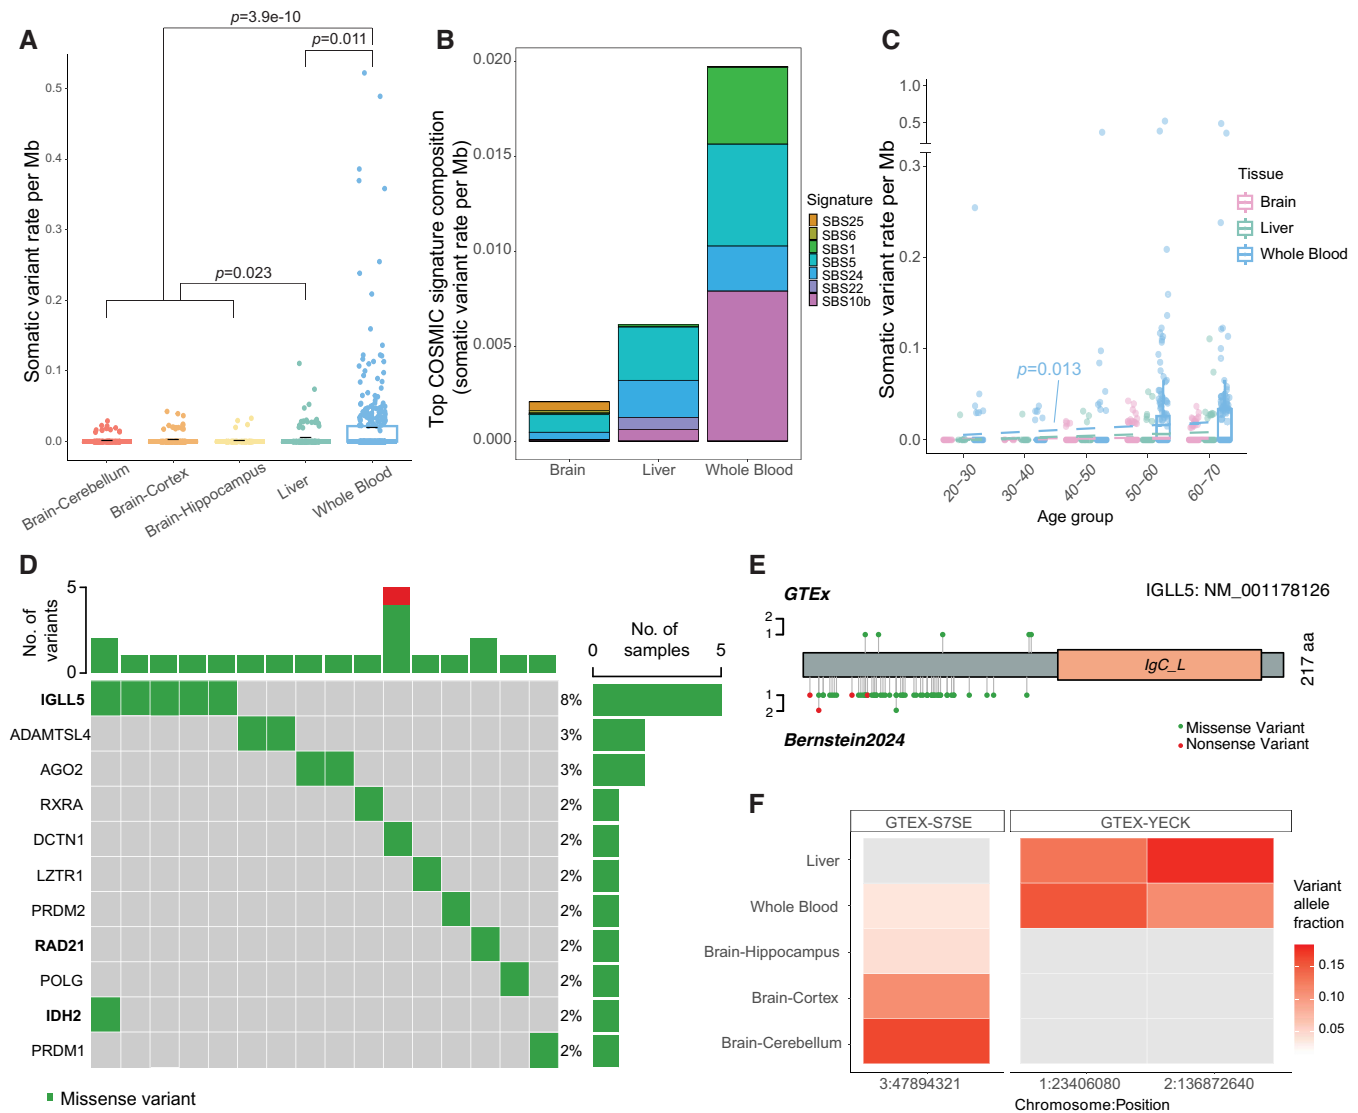 A
p=3.9e-10
p=0.011
p=0.023
Somatic variant rate per Mb
0.5
0.4
0.3
0.2
0.1
0.0
Brain-Cerebellum
Brain-Cortex
Brain-Hippocampus
Liver
Whole Blood
B
Top COSMIC signature composition
(somatic variant rate per Mb)
0.020
0.015
0.010
0.005
0.000
Brain
Liver
Whole Blood
Signature
SBS25
SBS6
SBS1
SBS5
SBS24
SBS22
SBS10b
C
Somatic variant rate per Mb
1.0
0.5
0.3
0.2
0.1
0.0
p=0.013
20-30
30-40
40-50
50-60
60-70
Age group
Tissue
Brain
Liver
Whole Blood
D
No. of
variants
5
0
No. of
samples
0
5
IGLL5
8%
ADAMTSL4
3%
AGO2
3%
RXRA
2%
DCTN1
2%
LZTR1
2%
PRDM2
2%
RAD21
2%
POLG
2%
IDH2
2%
PRDM1
2%
Missense variant
E
GTEx
IGLL5: NM_001178126
2
1
IgC_L
217 aa
1
2
Bernstein2024
Missense Variant
Nonsense Variant
F
GTEX-S7SE
GTEX-YECK
Liver
Whole Blood
Brain-Hippocampus
Brain-Cortex
Brain-Cerebellum
3:47894321
1:23406080
2:136872640
Chromosome:Position
Variant
allele
fraction
0.15
0.10
0.05